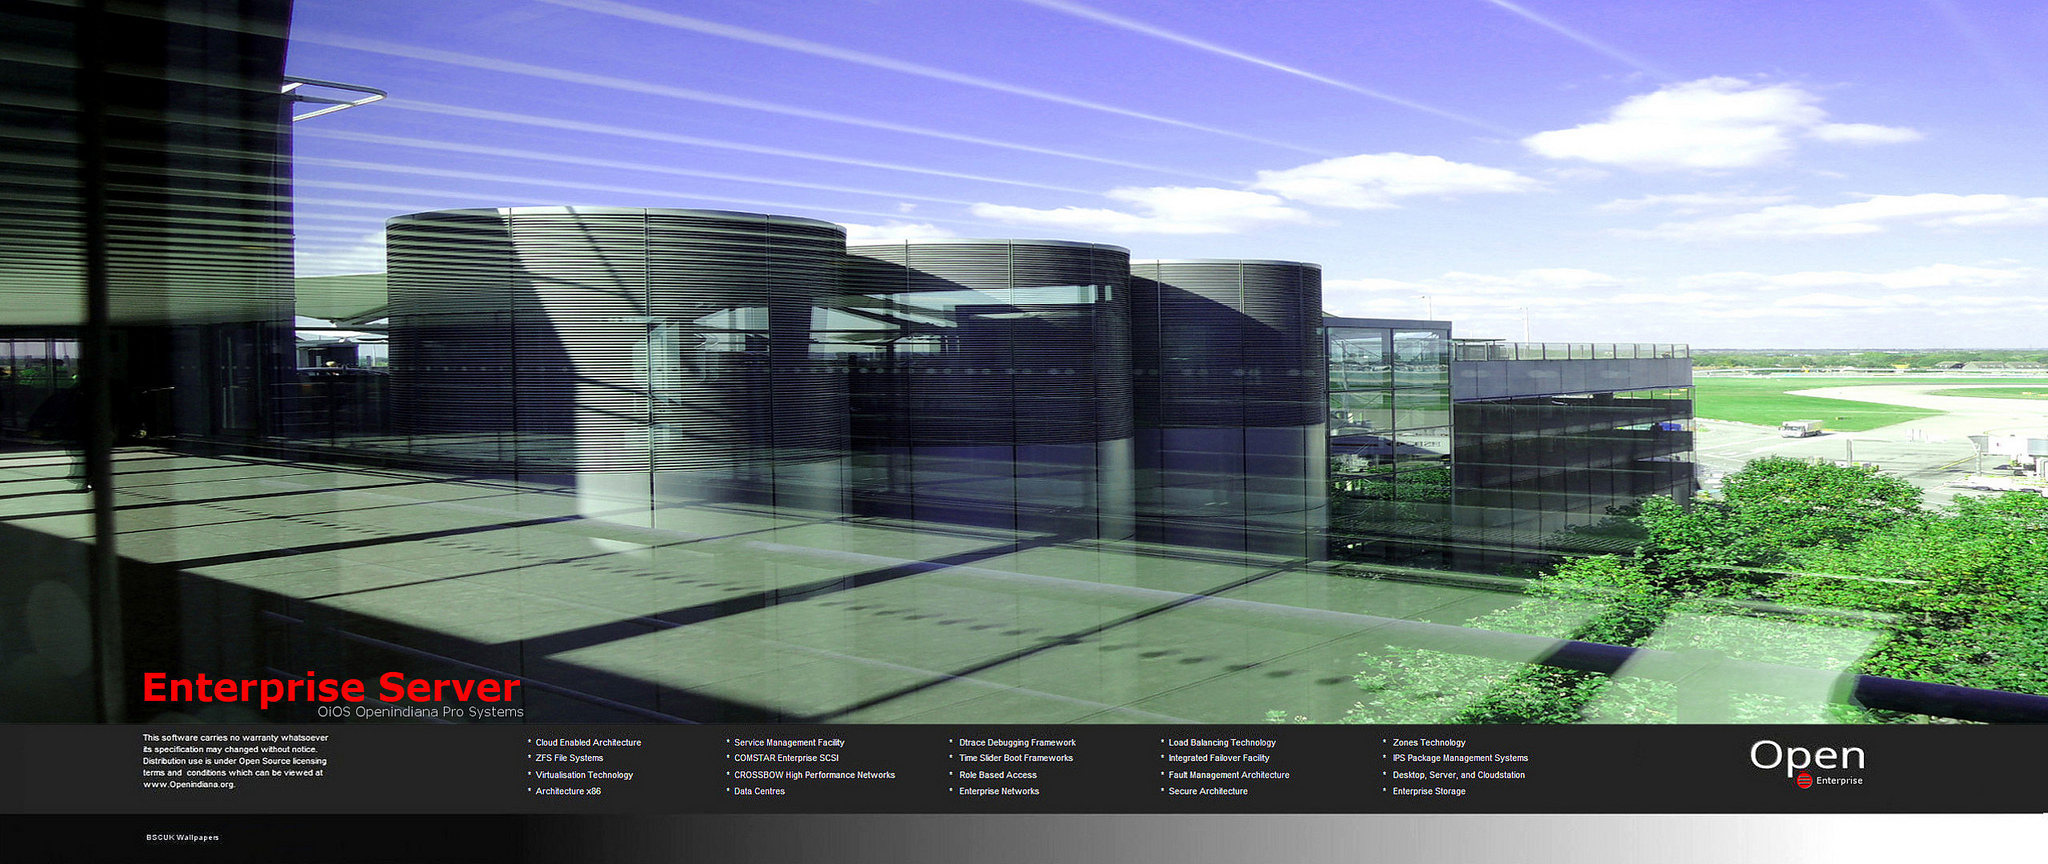 Enterprise Server
OiOS Openindiana Pro Systems
This software carries no warranty whatsoever
its specification may changed without notice.
Distribution use is under Open Source licensing
terms and conditions which can be viewed at
www.Openindiana.org.
* Cloud Enabled Architecture
* ZFS File Systems
* Virtualisation Technology
* Architecture x86
* Service Management Facility
* COMSTAR Enterprise SCSI
* CROSSBOW High Performance Networks
* Data Centres
* Dtrace Debugging Framework
* Time Slider Boot Frameworks
* Role Based Access
* Enterprise Networks
* Load Balancing Technology
* Integrated Failover Facility
* Fault Management Architecture
* Secure Architecture
* Zones Technology
* IPS Package Management Systems
* Desktop, Server, and Cloudstation
* Enterprise Storage
Open
Enterprise
BSCUK Wallpapers